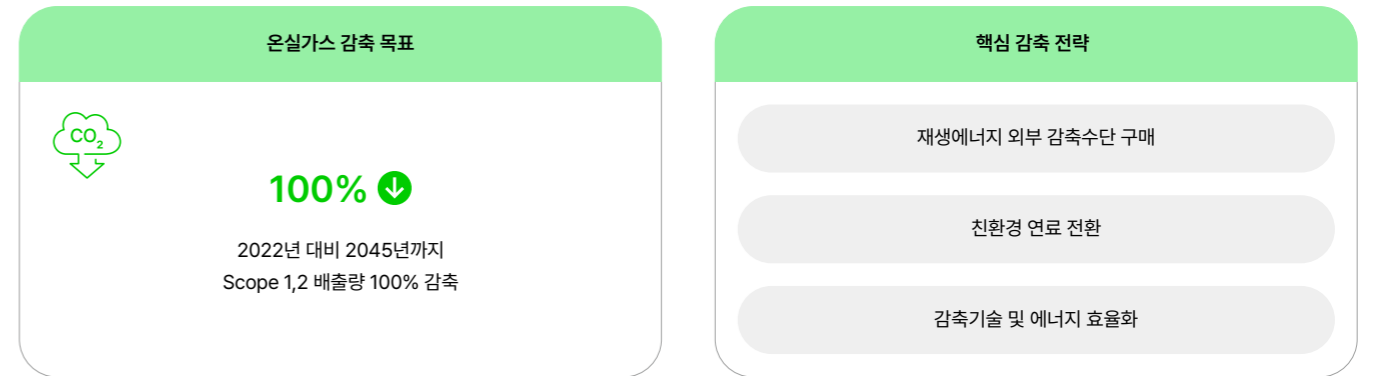 온실가스 감축 목표
CO₂
100%
2022년 대비 2045년까지
Scope 1,2 배출량 100% 감축
핵심 감축 전략
재생에너지 외부 감축수단 구매
친환경 연료 전환
감축기술 및 에너지 효율화